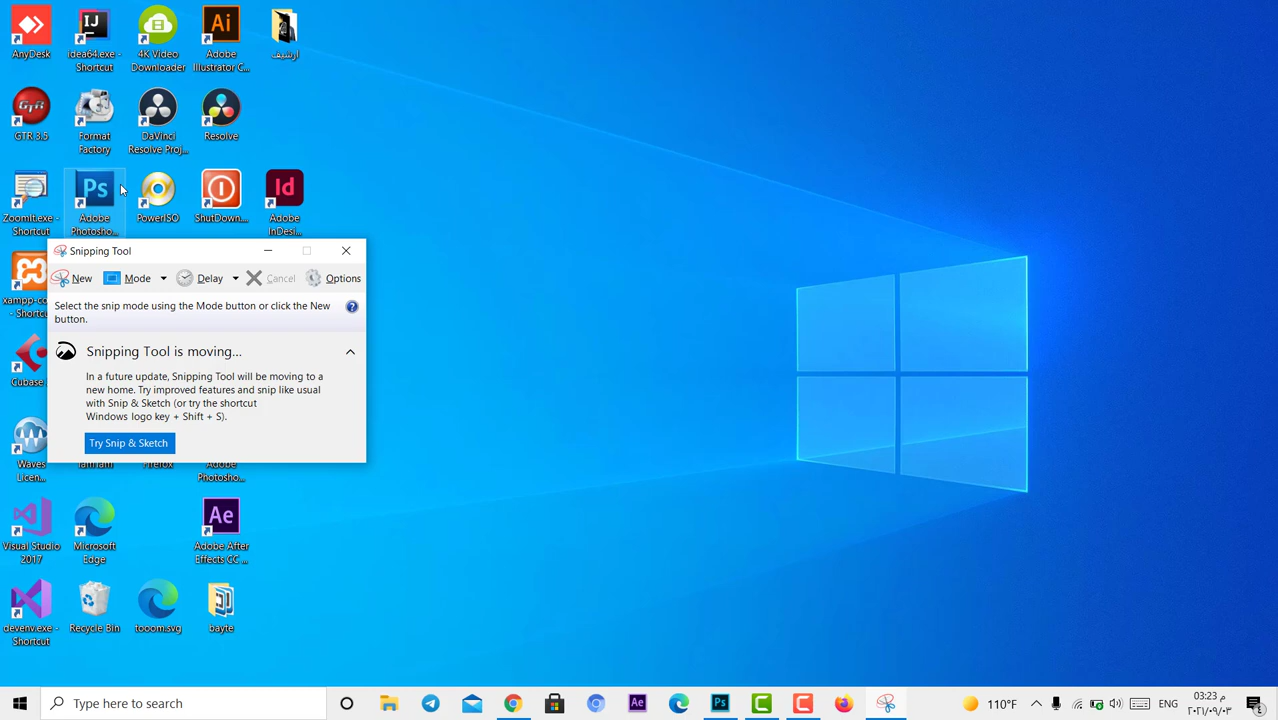 AnyDesk
idea64.exe -
Shortcut
4K Video
Downloader
Adobe
Illustrator C...
ارشيف
GTR 3.5
Format
Factory
DaVinci
Resolve Proj...
Resolve
ZoomIt.exe -
Shortcut
Adobe
Photosho...
PowerISO
ShutDown...
Adobe
InDesi...
Snipping Tool
New
Mode
Delay
Cancel
Options
Select the snip mode using the Mode button or click the New
button.
Snipping Tool is moving...
In a future update, Snipping Tool will be moving to a
new home. Try improved features and snip like usual
with Snip & Sketch (or try the shortcut
Windows logo key + Shift + S).
Try Snip & Sketch
xampp-co...
Cubase
Waves
Licen...
Firefox
Adobe
Photosho...
Visual Studio
2017
Microsoft
Edge
Adobe After
Effects CC ...
devenv.exe -
Shortcut
Recycle Bin
tooom.svg
bayte
Type here to search
110°F
ENG
03:23 م